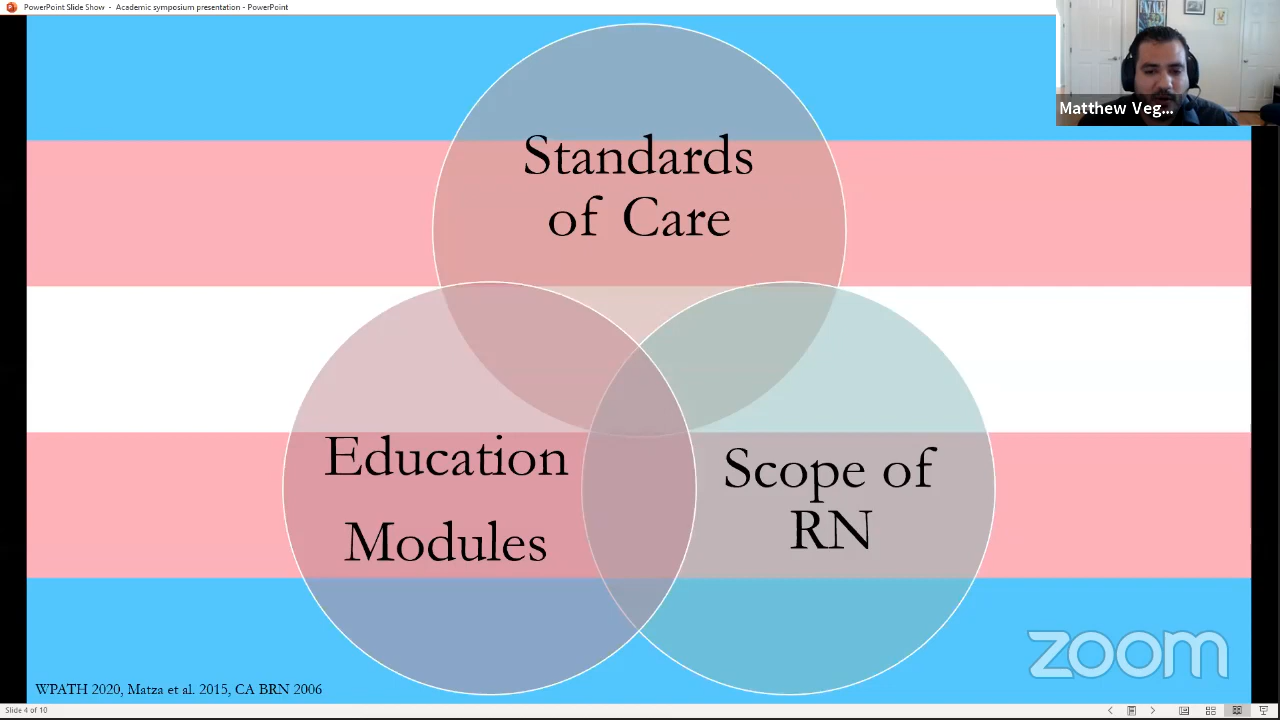 PowerPoint Slide Show - Academic symposium presentation - PowerPoint
Matthew Veg...
Standards
of Care
Education
Modules
Scope of
RN
zoom
WPATH 2020, Matza et al. 2015, CA BRN 2006
Slide 4 of 10